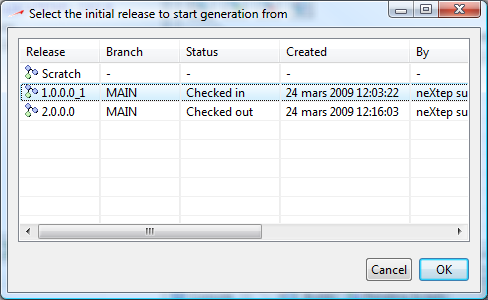 Select the initial release to start generation from
Release Branch Status Created By
Scratch - - - -
1.0.0.0_1 MAIN Checked in 24 mars 2009 12:03:22 neXtep su
2.0.0.0 MAIN Checked out 24 mars 2009 12:16:03 neXtep su
Cancel OK